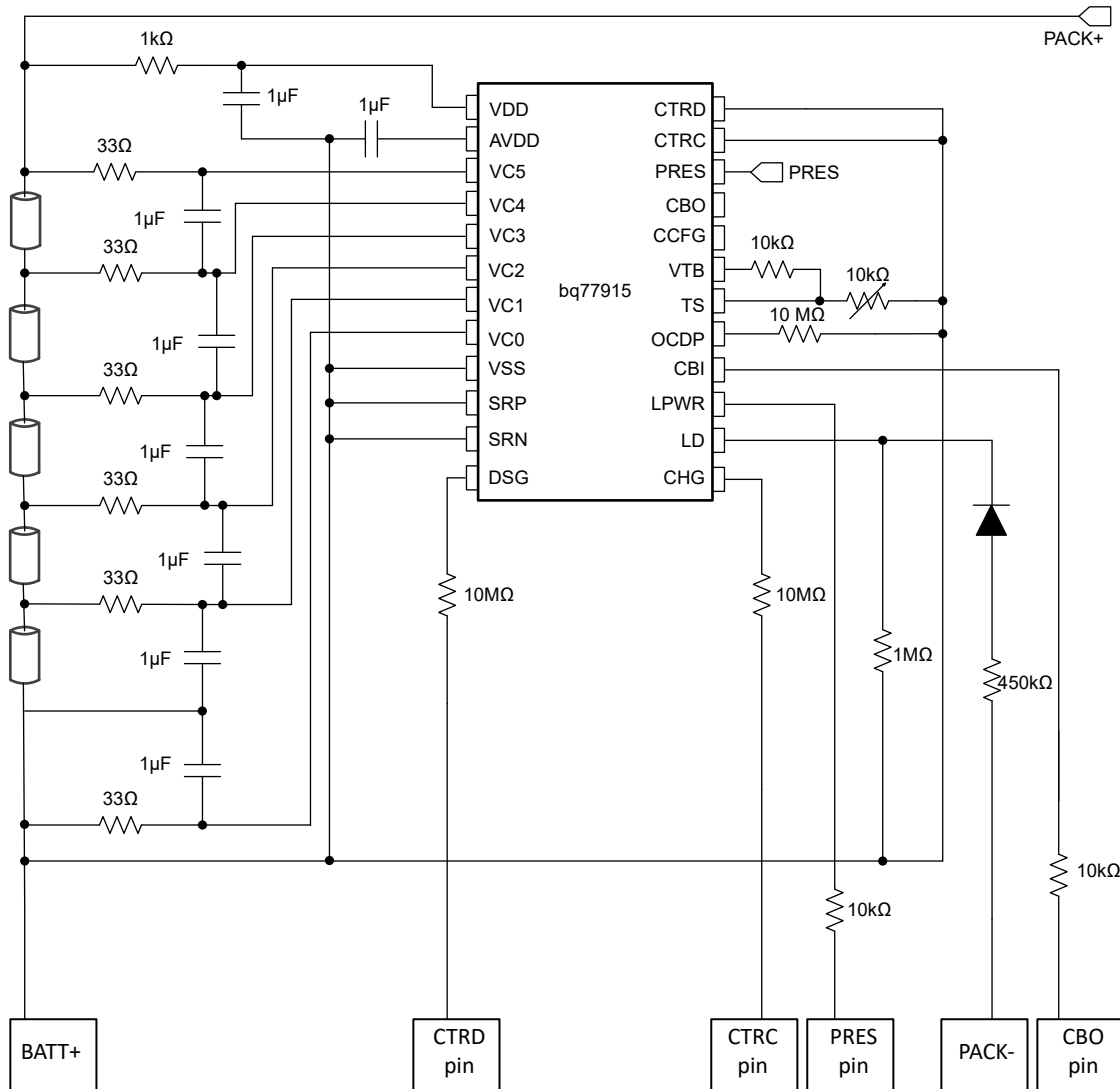 PACK+
1kΩ
1µF
1µF
33Ω
1µF
33Ω
1µF
33Ω
1µF
33Ω
1µF
33Ω
1µF
1µF
33Ω
VDD
AVDD
VC5
VC4
VC3
VC2
VC1
VC0
VSS
SRP
SRN
DSG
bq77915
CTRD
CTRC
PRES
CBO
CCFG
VTB
TS
OCDP
CBI
LPWR
LD
CHG
PRES
10kΩ
10kΩ
10 MΩ
10MΩ
10MΩ
1MΩ
450kΩ
10kΩ
10kΩ
BATT+
CTRD
pin
CTRC
pin
PRES
pin
PACK-
CBO
pin